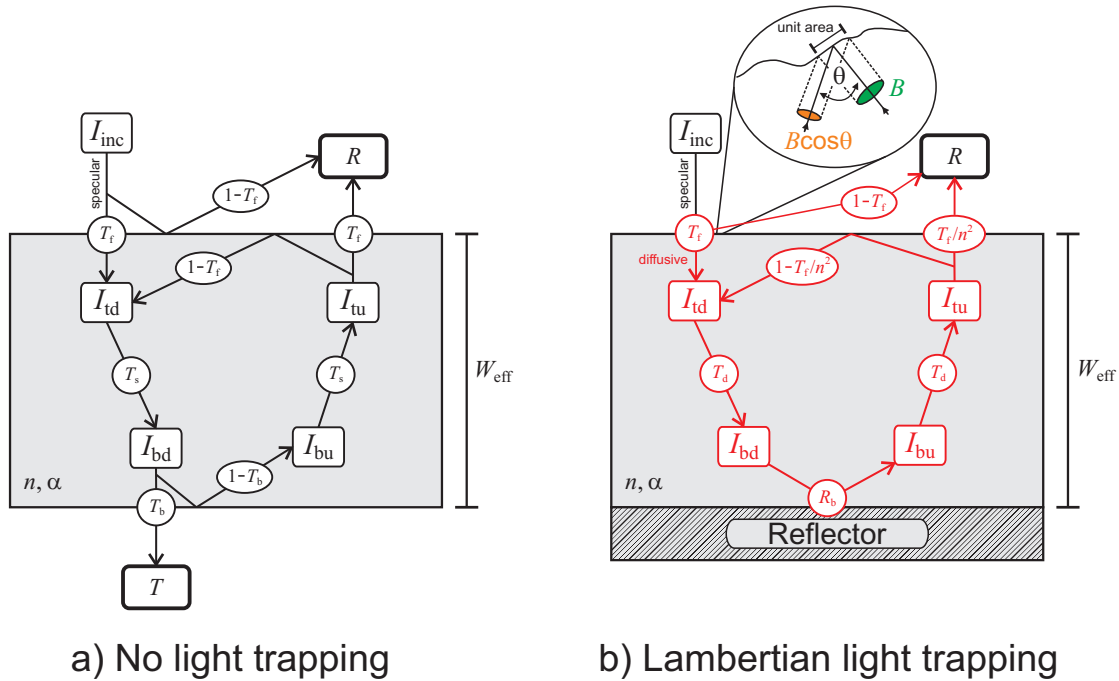 I_inc
specular
R
1-T_f
T_f
T_f
1-T_f
I_td
I_tu
T_s
T_s
I_bd
I_bu
1-T_b
n, α
T_b
T
W_eff
a) No light trapping
unit area
θ
B
Bcosθ
I_inc
specular
R
1-T_f
T_f
T_f/n²
diffusive
1-T_f/n²
I_td
I_tu
T_d
T_d
I_bd
I_bu
n, α
R_b
Reflector
W_eff
b) Lambertian light trapping